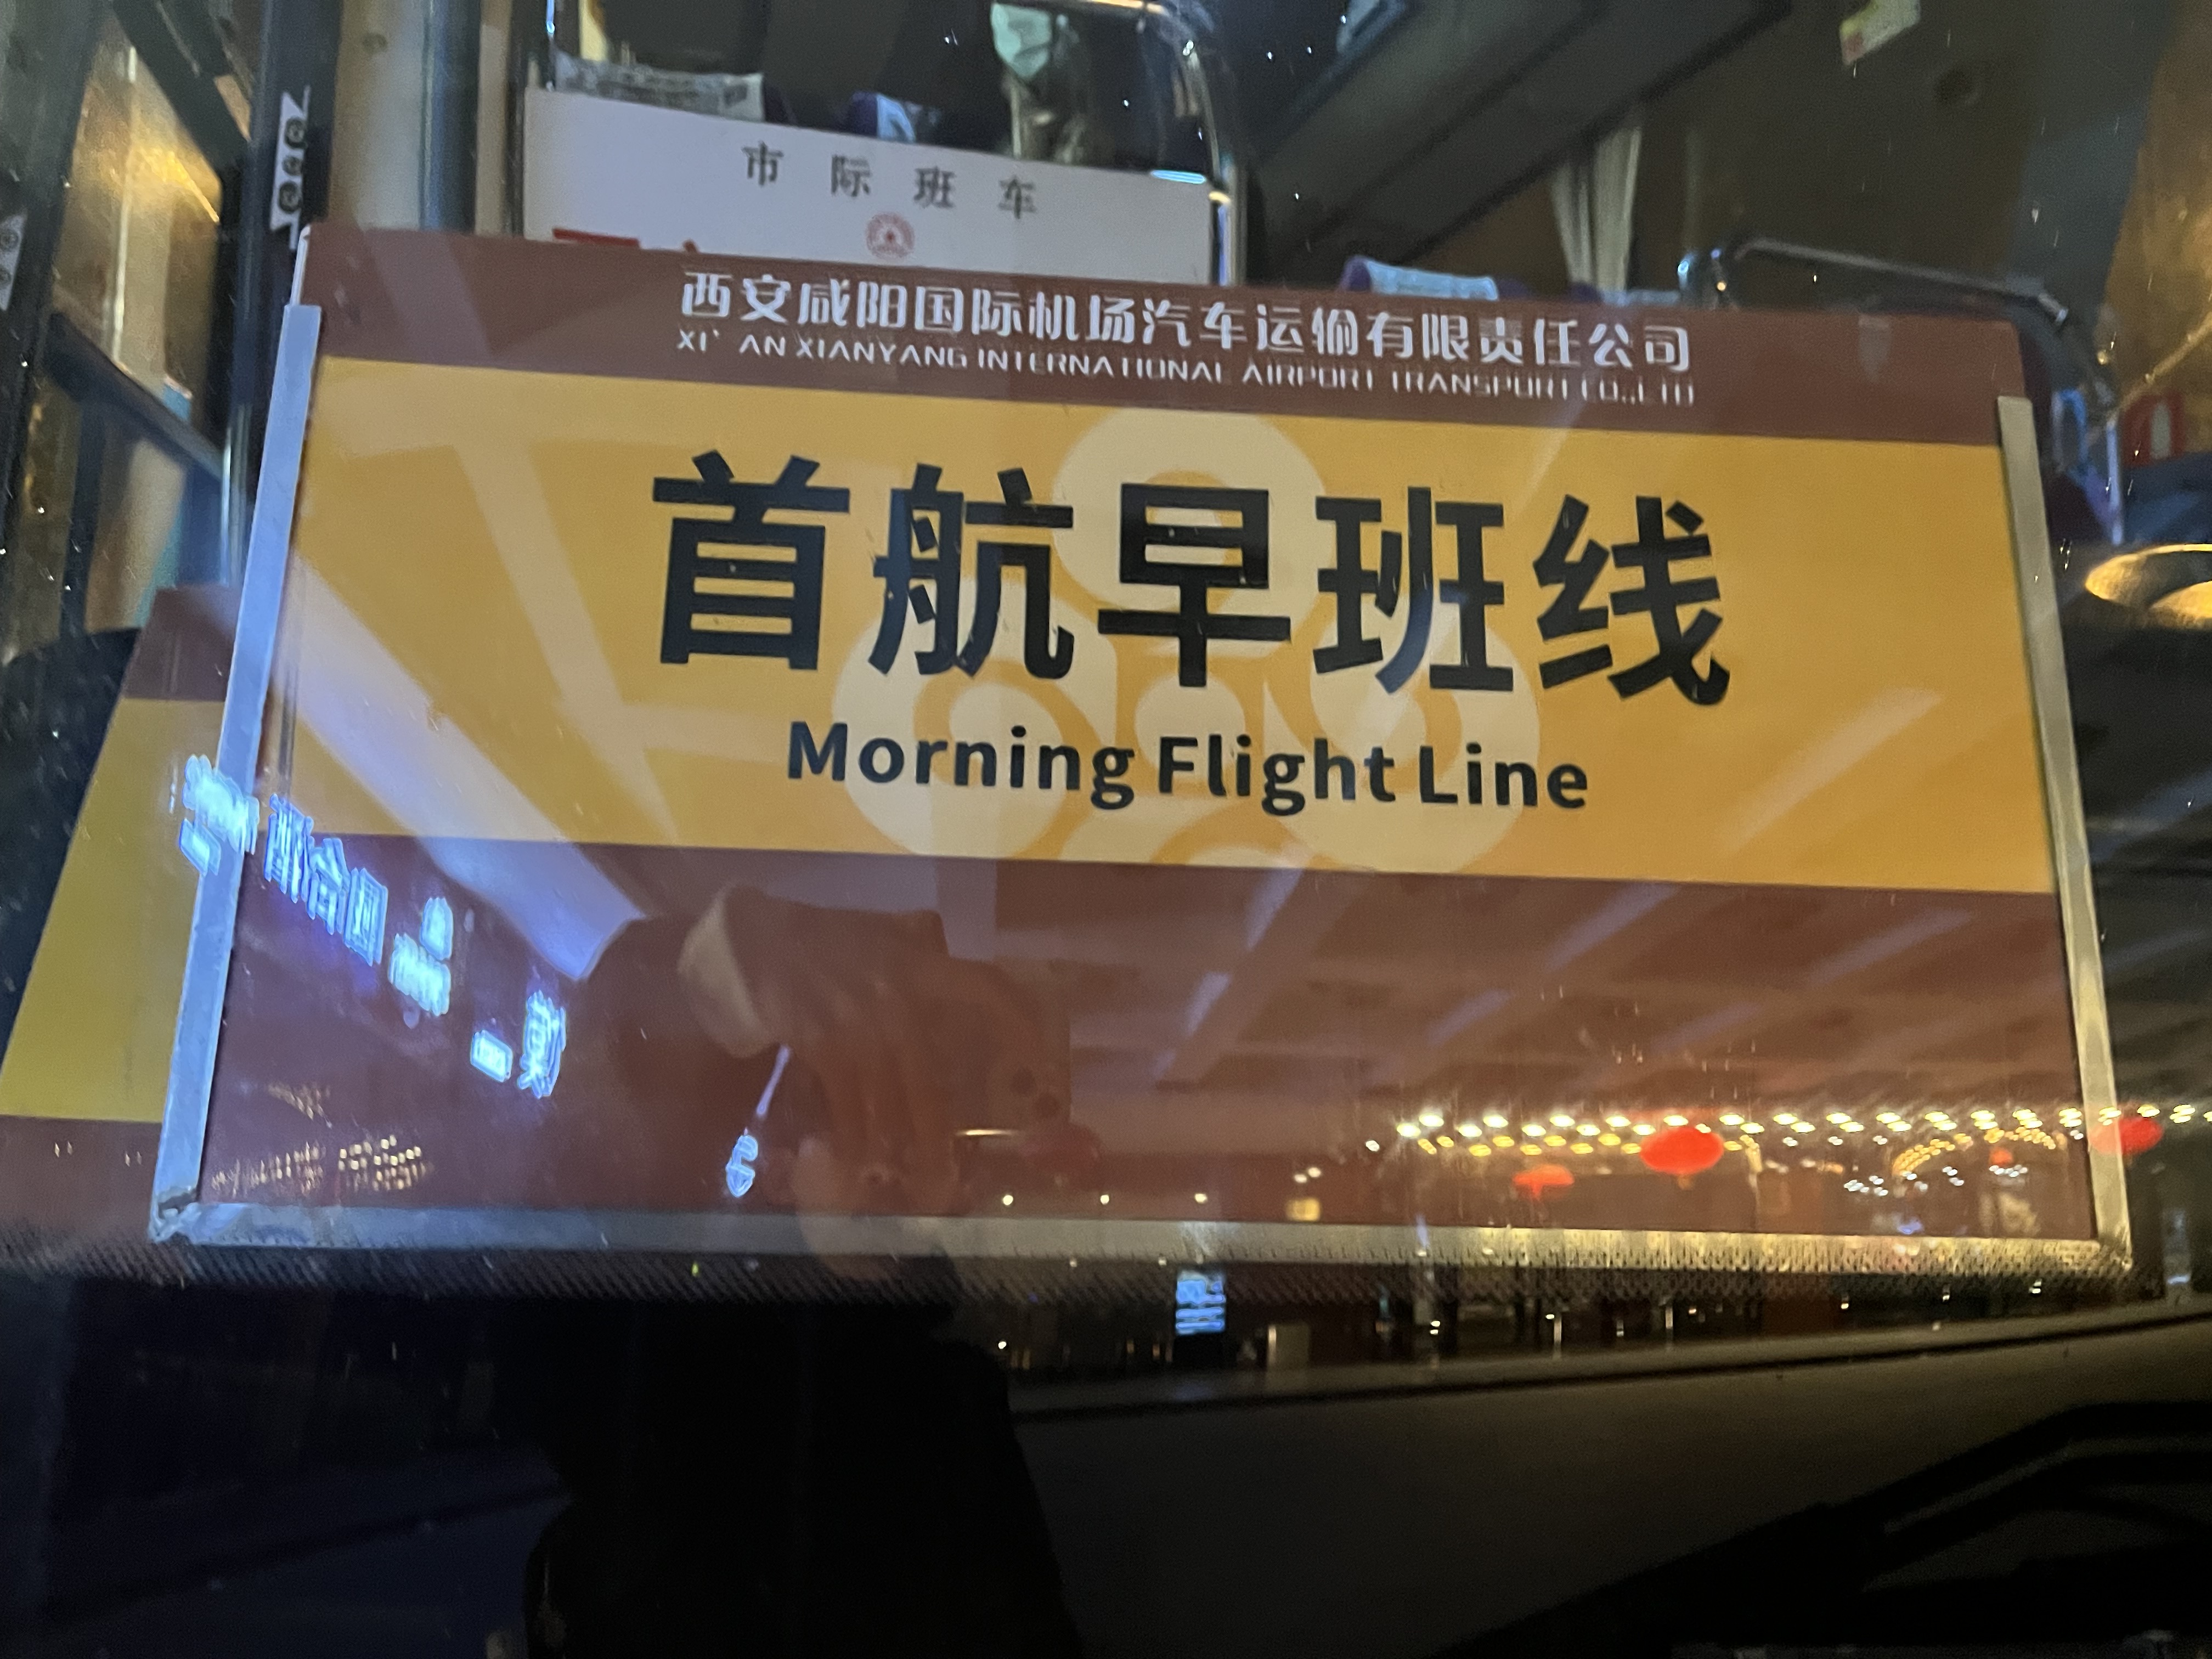 市际班车
西安咸阳国际机场汽车运输有限责任公司
XI'AN XIANYANG INTERNATIONAL AIRPORT TRANSPORT CO.,LTD
首航早班线
Morning Flight Line